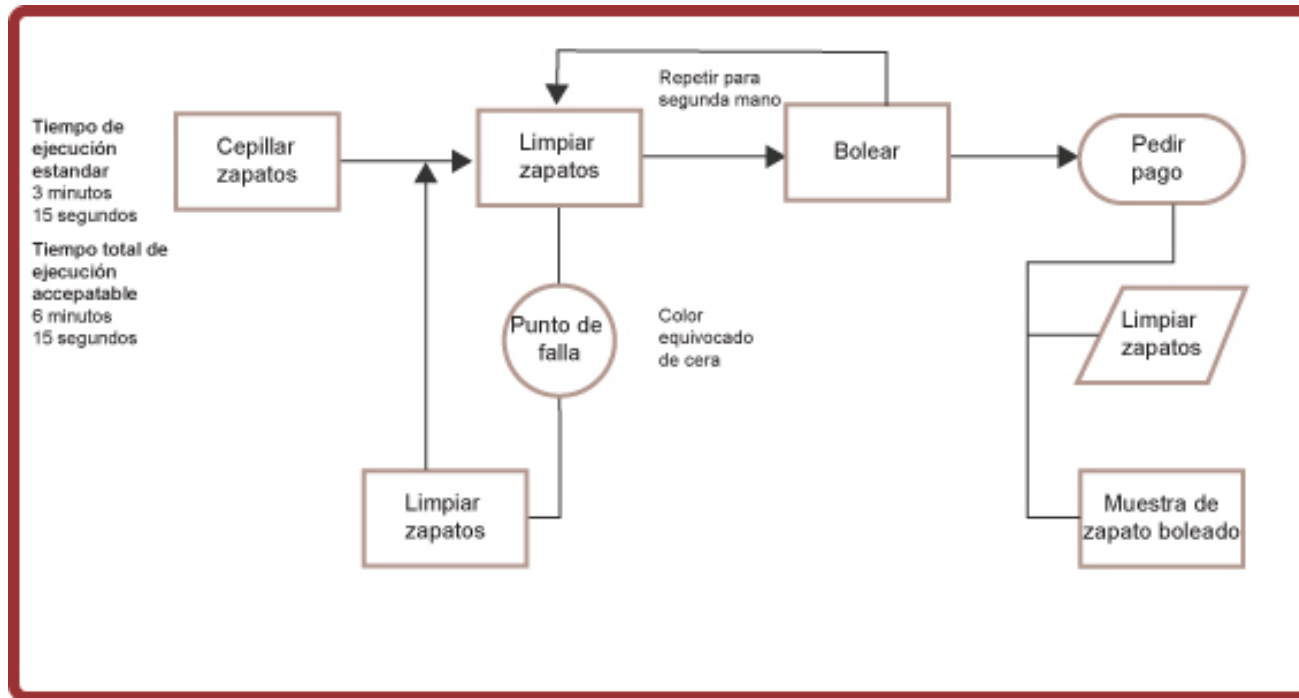 Tiempo de
ejecución
estandar
3 minutos
15 segundos
Tiempo total de
ejecución
accepatable
6 minutos
15 segundos
Cepillar
zapatos
Limpiar
zapatos
Repetir para
segunda mano
Bolear
Pedir
pago
Punto de
falla
Color
equivocado
de cera
Limpiar
zapatos
Limpiar
zapatos
Muestra de
zapato boleado